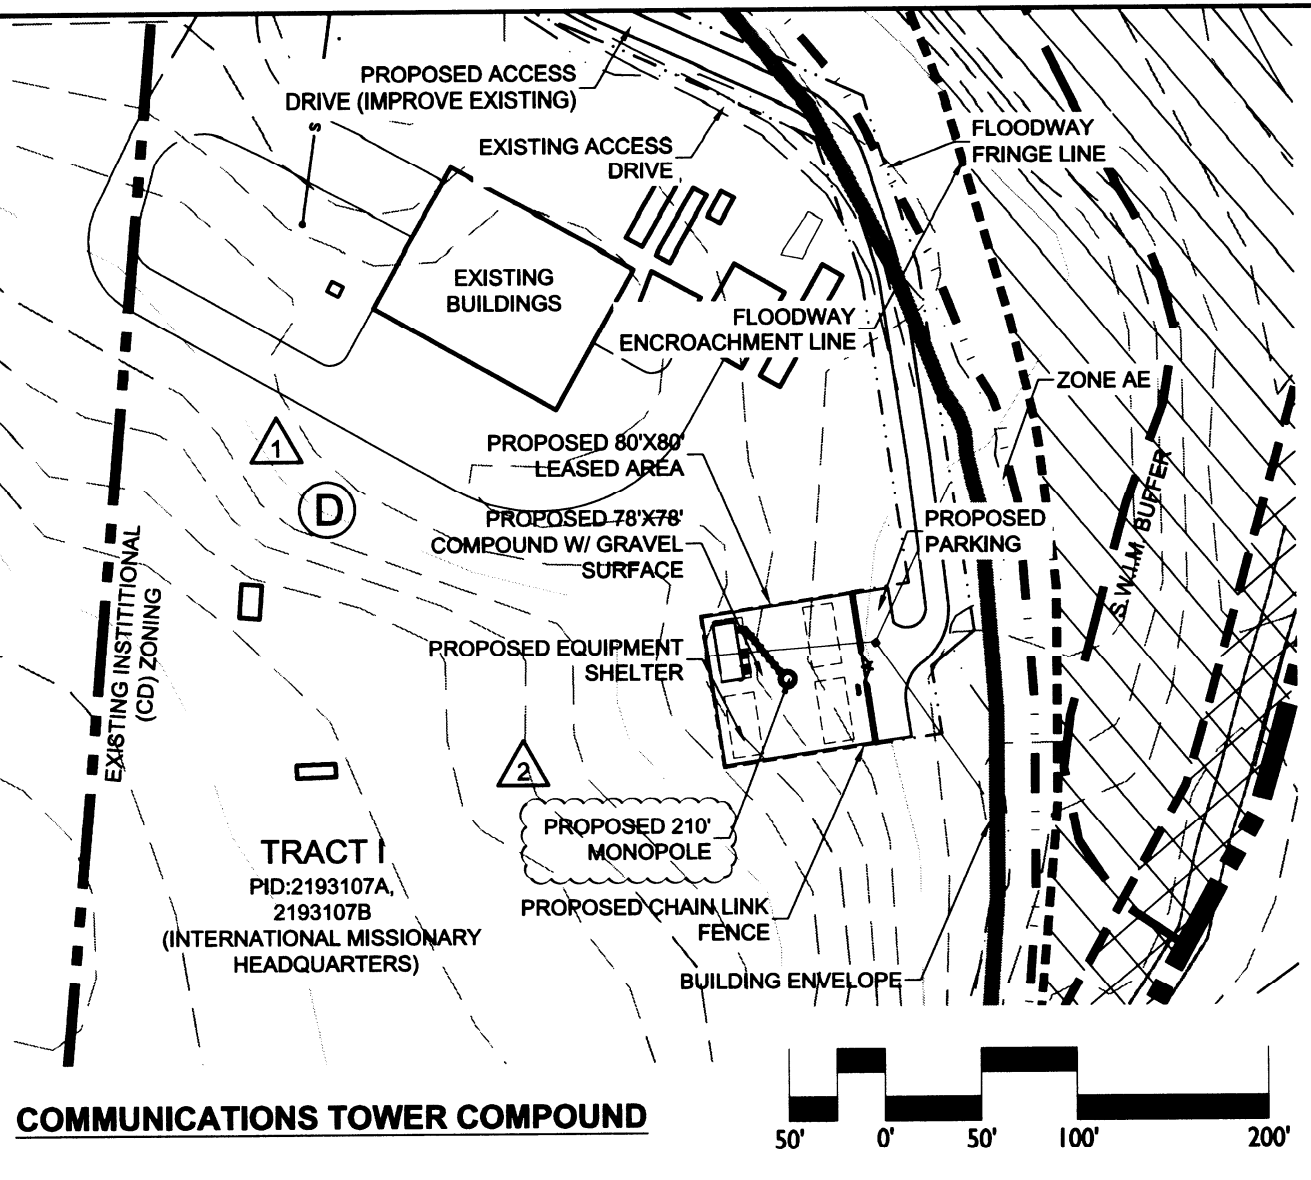 PROPOSED ACCESS
DRIVE (IMPROVE EXISTING)
S
EXISTING ACCESS
DRIVE
FLOODWAY
FRINGE LINE
EXISTING
BUILDINGS
FLOODWAY
ENCROACHMENT LINE
ZONE AE
1
PROPOSED 80'X80'
LEASED AREA
D
PROPOSED 78'X78'
COMPOUND W/ GRAVEL
SURFACE
PROPOSED
PARKING
S.W.I.M. BUFFER
EXISTING INSTITITIONAL
(CD) ZONING
PROPOSED EQUIPMENT
SHELTER
2
PROPOSED 210'
MONOPOLE
TRACT I
PID:2193107A,
2193107B
(INTERNATIONAL MISSIONARY
HEADQUARTERS)
PROPOSED CHAIN LINK
FENCE
BUILDING ENVELOPE
COMMUNICATIONS TOWER COMPOUND
50' 0' 50' 100' 200'